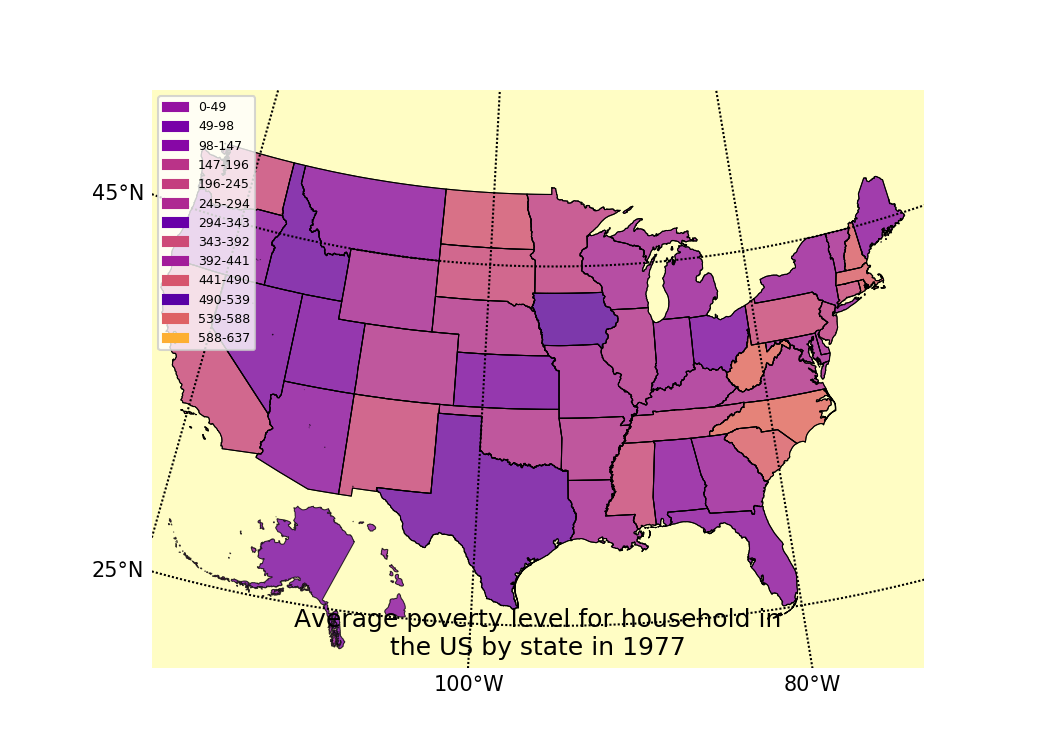 0-49
49-98
98-147
147-196
196-245
245-294
294-343
343-392
392-441
441-490
490-539
539-588
588-637
45°N
25°N
Average poverty level for household in
the US by state in 1977
100°W 80°W